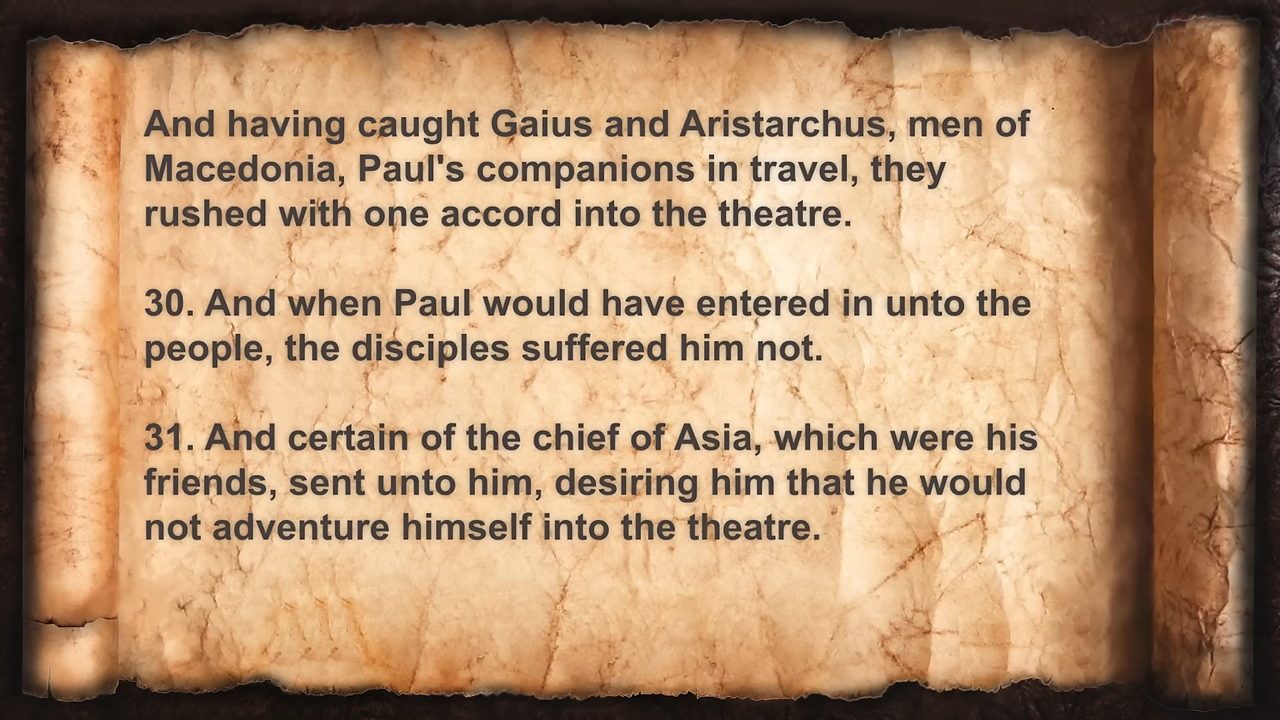 And having caught Gaius and Aristarchus, men of
Macedonia, Paul's companions in travel, they
rushed with one accord into the theatre.
30. And when Paul would have entered in unto the
people, the disciples suffered him not.
31. And certain of the chief of Asia, which were his
friends, sent unto him, desiring him that he would
not adventure himself into the theatre.